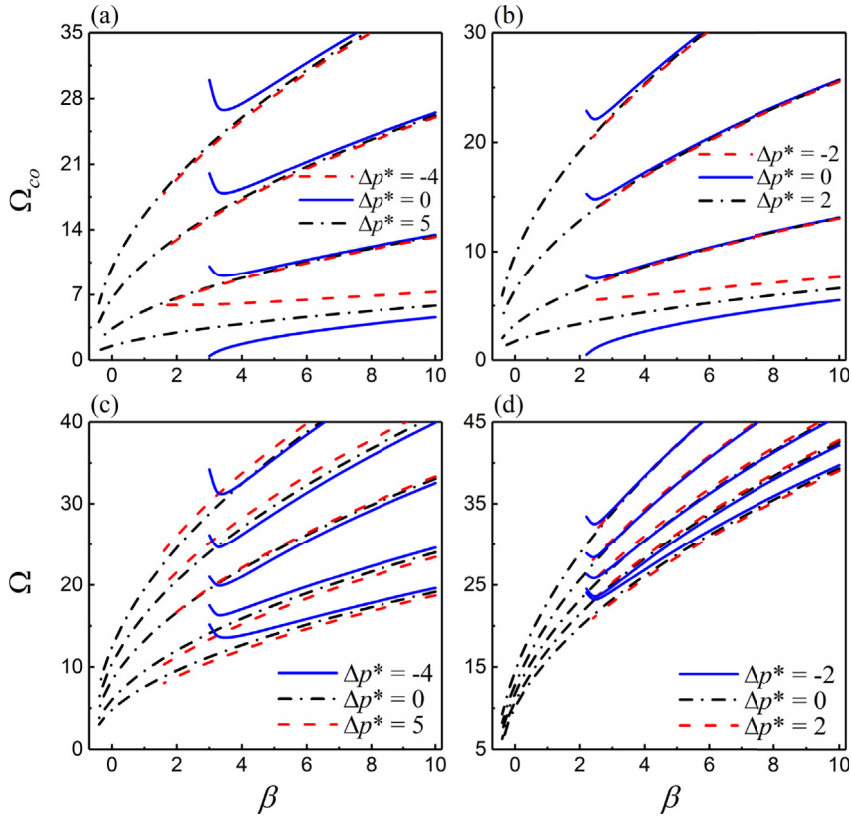 (a)
35
28
21
14
7
0
Ω_co
0 2 4 6 8 10
Δp* = -4
Δp* = 0
Δp* = 5
(b)
30
20
10
0
0 2 4 6 8 10
Δp* = -2
Δp* = 0
Δp* = 2
(c)
40
30
20
10
0
Ω
0 2 4 6 8 10
β
Δp* = -4
Δp* = 0
Δp* = 5
(d)
45
35
25
15
5
0 2 4 6 8 10
β
Δp* = -2
Δp* = 0
Δp* = 2